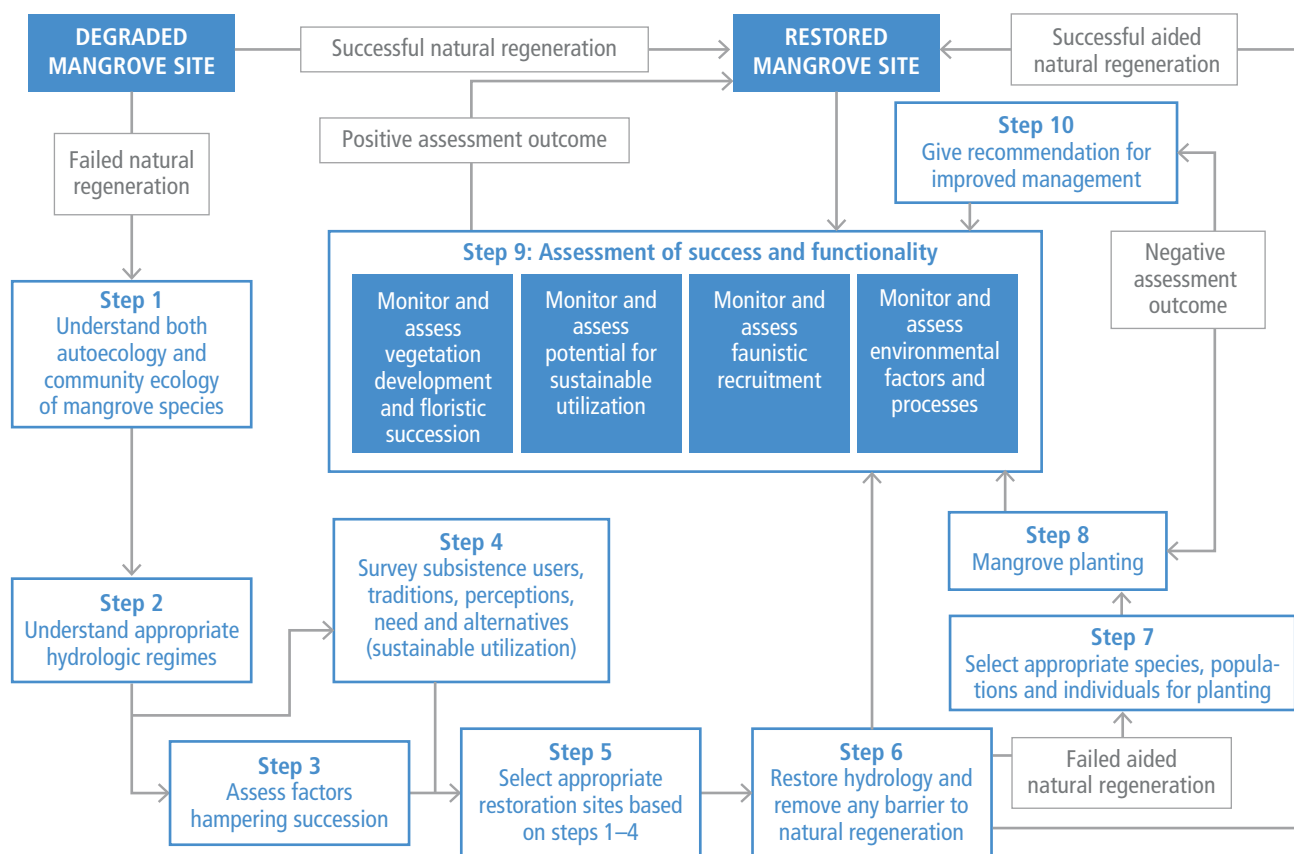 DEGRADED
MANGROVE SITE
Successful natural regeneration
RESTORED
MANGROVE SITE
Successful aided
natural regeneration
Failed natural
regeneration
Positive assessment outcome
Step 10
Give recommendation for
improved management
Negative
assessment
outcome
Step 9: Assessment of success and functionality
Monitor and
assess
vegetation
development
and floristic
succession
Monitor and
assess
potential for
sustainable
utilization
Monitor and
assess
faunistic
recruitment
Monitor and
assess
environmental
factors and
processes
Step 1
Understand both
autoecology and
community ecology
of mangrove species
Step 2
Understand appropriate
hydrologic regimes
Step 3
Assess factors
hampering succession
Step 4
Survey subsistence users,
traditions, perceptions,
need and alternatives
(sustainable utilization)
Step 5
Select appropriate
restoration sites based
on steps 1–4
Step 6
Restore hydrology and
remove any barrier to
natural regeneration
Failed aided
natural regeneration
Step 7
Select appropriate species, popula-
tions and individuals for planting
Step 8
Mangrove planting